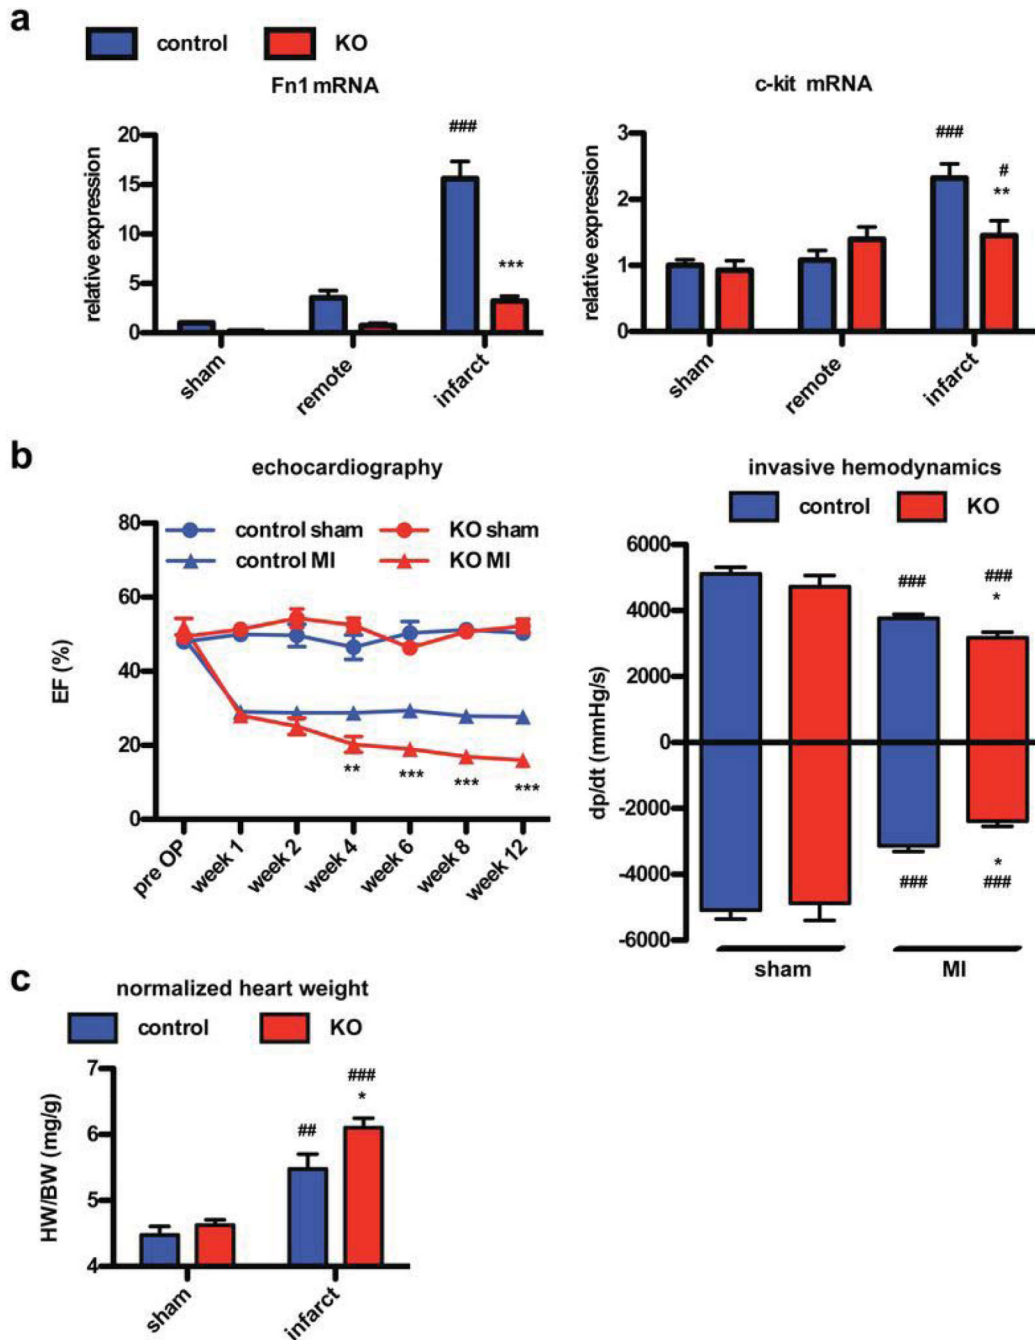 a
control KO
Fn1 mRNA
relative expression
20
15
10
5
0
###
***
sham
remote
infarct
c-kit mRNA
relative expression
3
2
1
0
###
#
**
sham
remote
infarct
b
echocardiography
EF (%)
80
60
40
20
0
control sham KO sham
control MI KO MI
**
***
***
***
pre OP
week 1
week 2
week 4
week 6
week 8
week 12
invasive hemodynamics
control KO
dp/dt (mmHg/s)
6000
4000
2000
0
-2000
-4000
-6000
###
###
*
###
*
###
sham
MI
c
normalized heart weight
control KO
HW/BW (mg/g)
7
6
5
4
##
###
*
sham
infarct